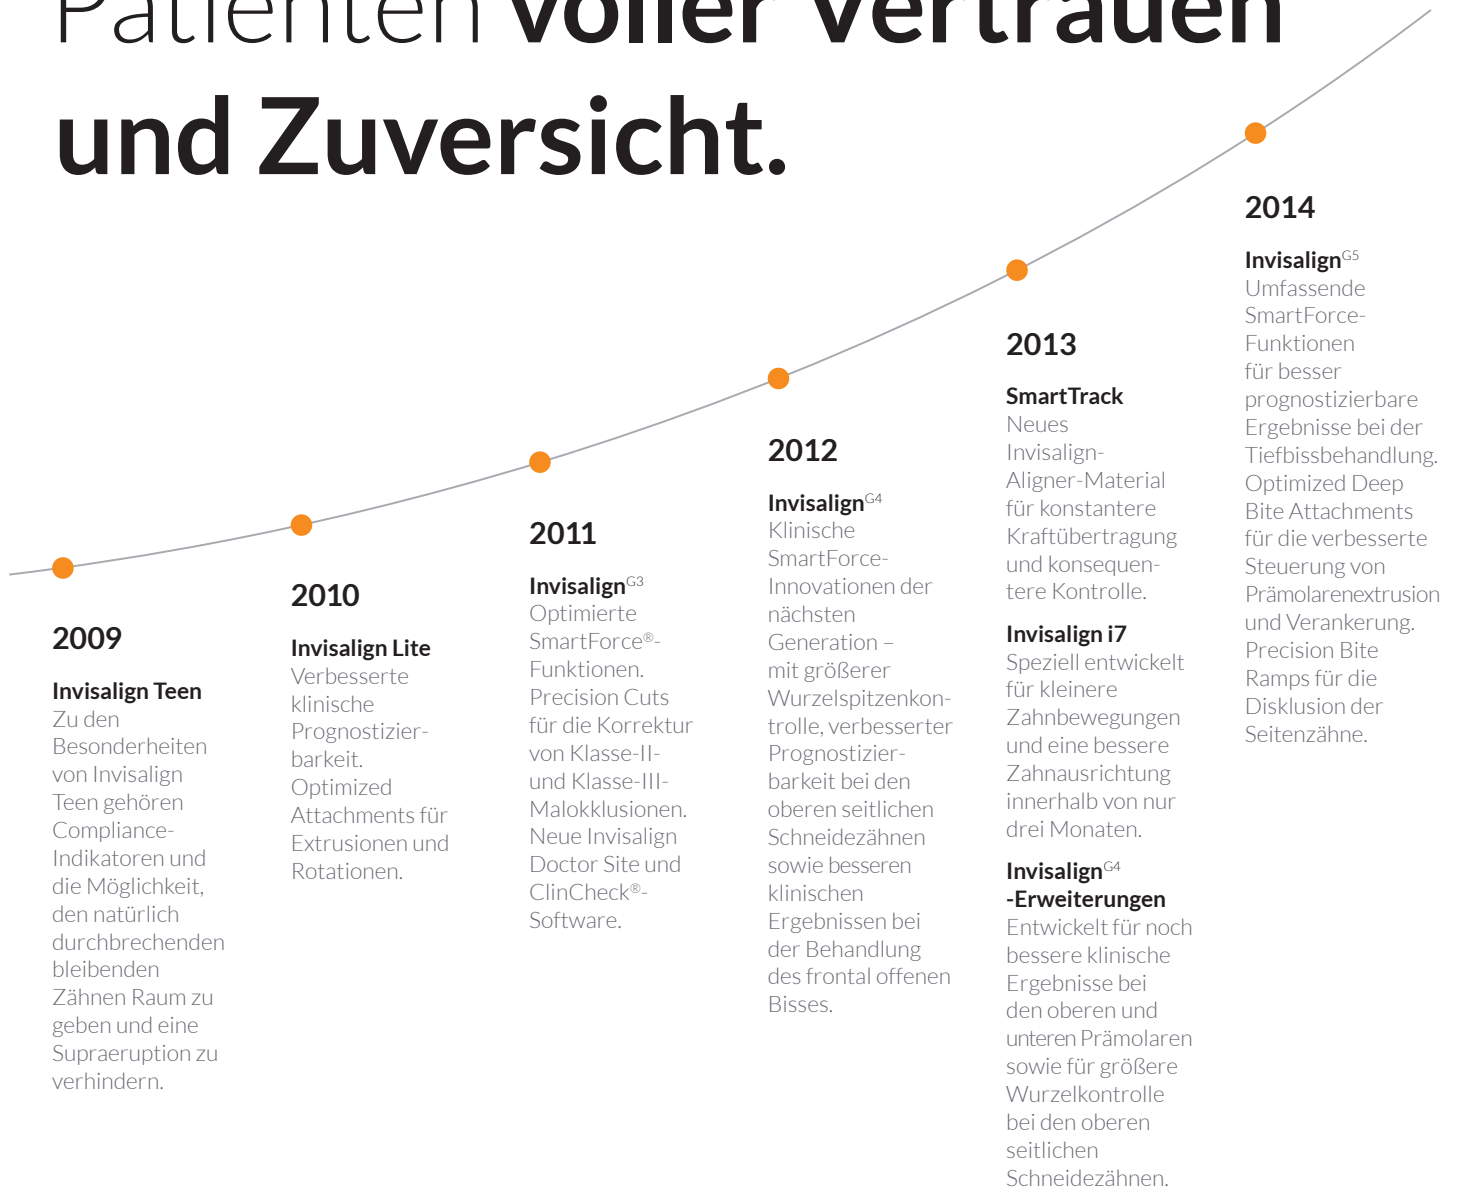 Patienten voller Vertrauen
und Zuversicht.
2009
Invisalign Teen
Zu den
Besonderheiten
von Invisalign
Teen gehören
Compliance-
Indikatoren und
die Möglichkeit,
den natürlich
durchbrechenden
bleibenden
Zähnen Raum zu
geben und eine
Supraeruption zu
verhindern.
2010
Invisalign Lite
Verbesserte
klinische
Prognostizier-
barkeit.
Optimized
Attachments für
Extrusionen und
Rotationen.
2011
Invisalign G3
Optimierte
SmartForce®-
Funktionen.
Precision Cuts
für die Korrektur
von Klasse-II-
und Klasse-III-
Malokklusionen.
Neue Invisalign
Doctor Site und
ClinCheck®-
Software.
2012
Invisalign G4
Klinische
SmartForce-
Innovationen der
nächsten
Generation –
mit größerer
Wurzelspitzenkon-
trolle, verbesserter
Prognostizier-
barkeit bei den
oberen seitlichen
Schneidezähnen
sowie besseren
klinischen
Ergebnissen bei
der Behandlung
des frontal offenen
Bisses.
2013
SmartTrack
Neues
Invisalign-
Aligner-Material
für konstantere
Kraftübertragung
und konsequen-
tere Kontrolle.
Invisalign i7
Speziell entwickelt
für kleinere
Zahnbewegungen
und eine bessere
Zahnausrichtung
innerhalb von nur
drei Monaten.
Invisalign G4
-Erweiterungen
Entwickelt für noch
bessere klinische
Ergebnisse bei
den oberen und
unteren Prämolaren
sowie für größere
Wurzelkontrolle
bei den oberen
seitlichen
Schneidezähnen.
2014
Invisalign G5
Umfassende
SmartForce-
Funktionen
für besser
prognostizierbare
Ergebnisse bei der
Tiefbissbehandlung.
Optimized Deep
Bite Attachments
für die verbesserte
Steuerung von
Prämolarenextrusion
und Verankerung.
Precision Bite
Ramps für die
Disklusion der
Seitenzähne.